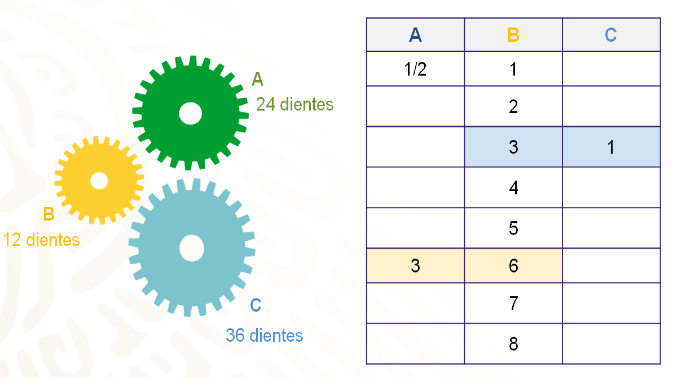 A
24 dientes
B
12 dientes
C
36 dientes
A B C
1/2 1
2
3 1
4
5
3 6
7
8